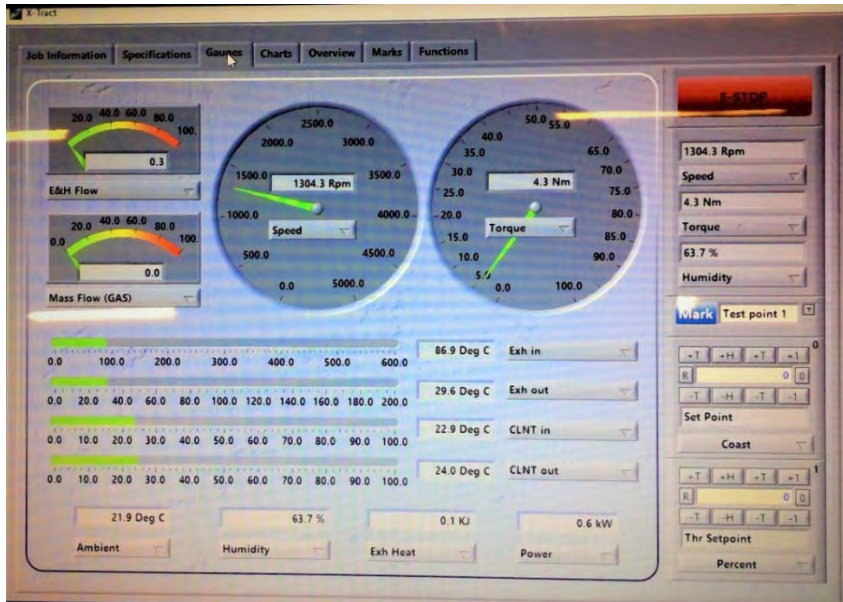 X-Tract
Job Information Specifications Gauges Charts Overview Marks Functions
20.0 40.0 60.0 80.0 100.
0.3
E&H Flow
0.0 20.0 40.0 60.0 80.0 100.
0.0
Mass Flow (GAS)
0.0 500.0 1000.0 1500.0 2000.0 2500.0 3000.0 3500.0 4000.0 4500.0 5000.0
1304.3 Rpm
Speed
0.0 5.0 10.0 15.0 20.0 25.0 30.0 35.0 40.0 50.0 55.0 65.0 70.0 75.0 80.0 85.0 90.0 100.0
4.3 Nm
Torque
0.0 100.0 200.0 300.0 400.0 500.0 600.0
86.9 Deg C Exh in
0.0 20.0 40.0 60.0 80.0 100.0 120.0 140.0 160.0 180.0 200.0
29.6 Deg C Exh out
0.0 10.0 20.0 30.0 40.0 50.0 60.0 70.0 80.0 90.0 100.0
22.9 Deg C CLNT in
0.0 10.0 20.0 30.0 40.0 50.0 60.0 70.0 80.0 90.0 100.0
24.0 Deg C CLNT out
21.9 Deg C 63.7 % 0.1 KJ 0.6 kW
Ambient Humidity Exh Heat Power
E-STOP
1304.3 Rpm
Speed
4.3 Nm
Torque
63.7 %
Humidity
Mark Test point 1
0
+T +H +T +1
R 0 0
-T -H -T -1
Set Point
Coast
1
+T +H +T +1
R 0 0
-T -H -T -1
Thr Setpoint
Percent